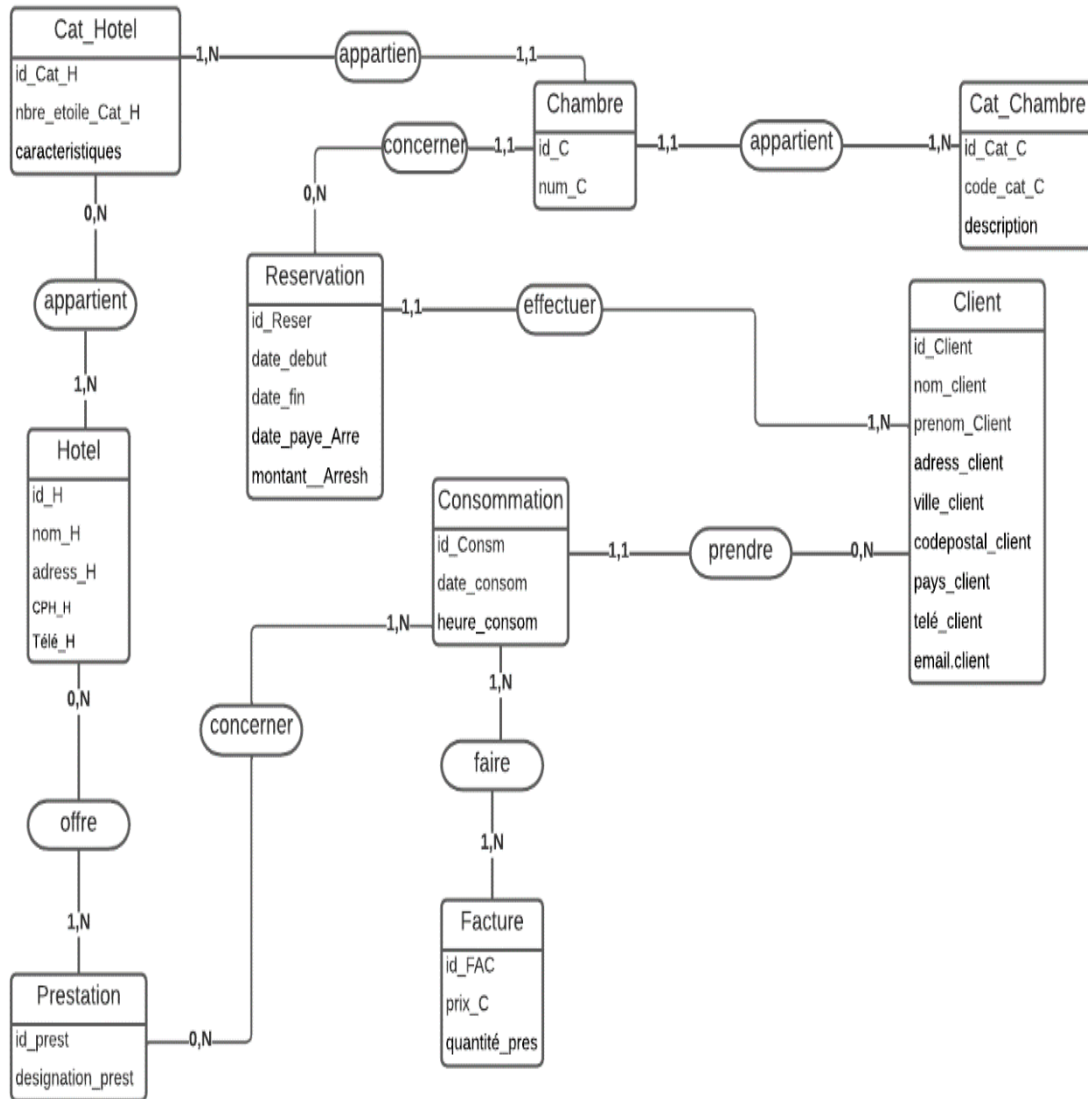 Cat_Hotel
id_Cat_H
nbre_etoile_Cat_H
caracteristiques
1,N
appartien
1,1
Chambre
id_C
num_C
concerner
1,1
0,N
1,1
appartient
1,N
Cat_Chambre
id_Cat_C
code_cat_C
description
0,N
appartient
1,N
Reservation
id_Reser
date_debut
date_fin
date_paye_Arre
montant__Arresh
1,1
effectuer
1,N
Client
id_Client
nom_client
prenom_Client
adress_client
ville_client
codepostal_client
pays_client
telé_client
email.client
Hotel
id_H
nom_H
adress_H
CPH_H
Télé_H
Consommation
id_Consm
date_consom
heure_consom
1,1
prendre
0,N
1,N
concerner
0,N
1,N
faire
1,N
0,N
offre
1,N
Facture
id_FAC
prix_C
quantité_pres
Prestation
id_prest
designation_prest